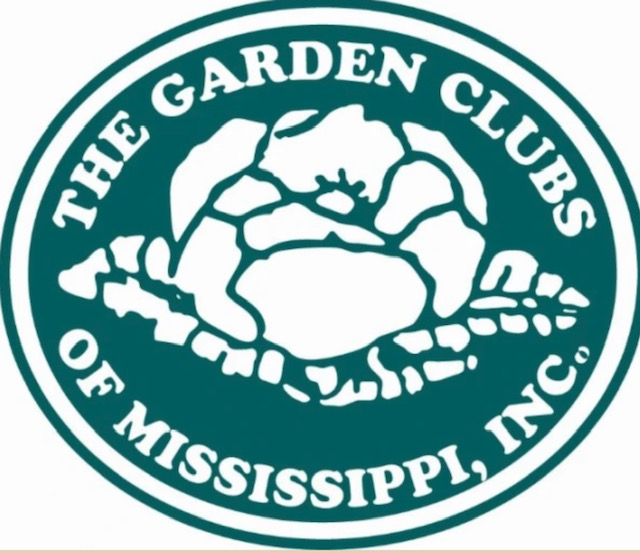 THE GARDEN CLUBS
OF MISSISSIPPI, INC.